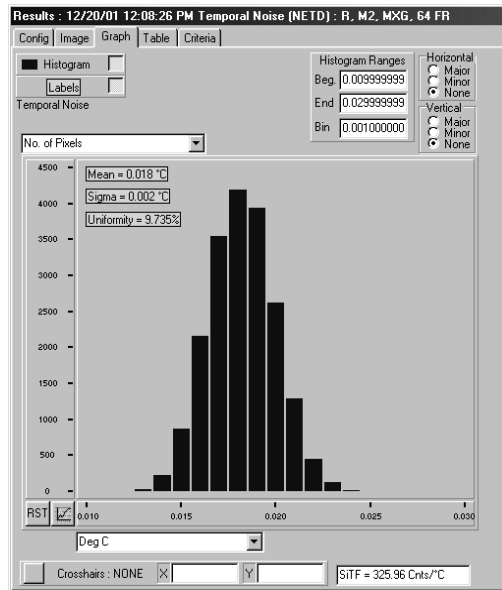 Results : 12/20/01 12:08:26 PM Temporal Noise (NETD) : R, M2, MXG, 64 FR
Config Image Graph Table Criteria
Histogram
Labels
Temporal Noise
Histogram Ranges
Beg. 0.009999999
End 0.029999999
Bin 0.001000000
Horizontal
Major
Minor
None
Vertical
Major
Minor
None
No. of Pixels
Mean = 0.018 °C
Sigma = 0.002 °C
Uniformity = 9.735%
4500
4000
3500
3000
2500
2000
1500
1000
500
0
RST
0.010 0.015 0.020 0.025 0.030
Deg C
Crosshairs : NONE X Y SiTF = 325.96 Cnts/°C